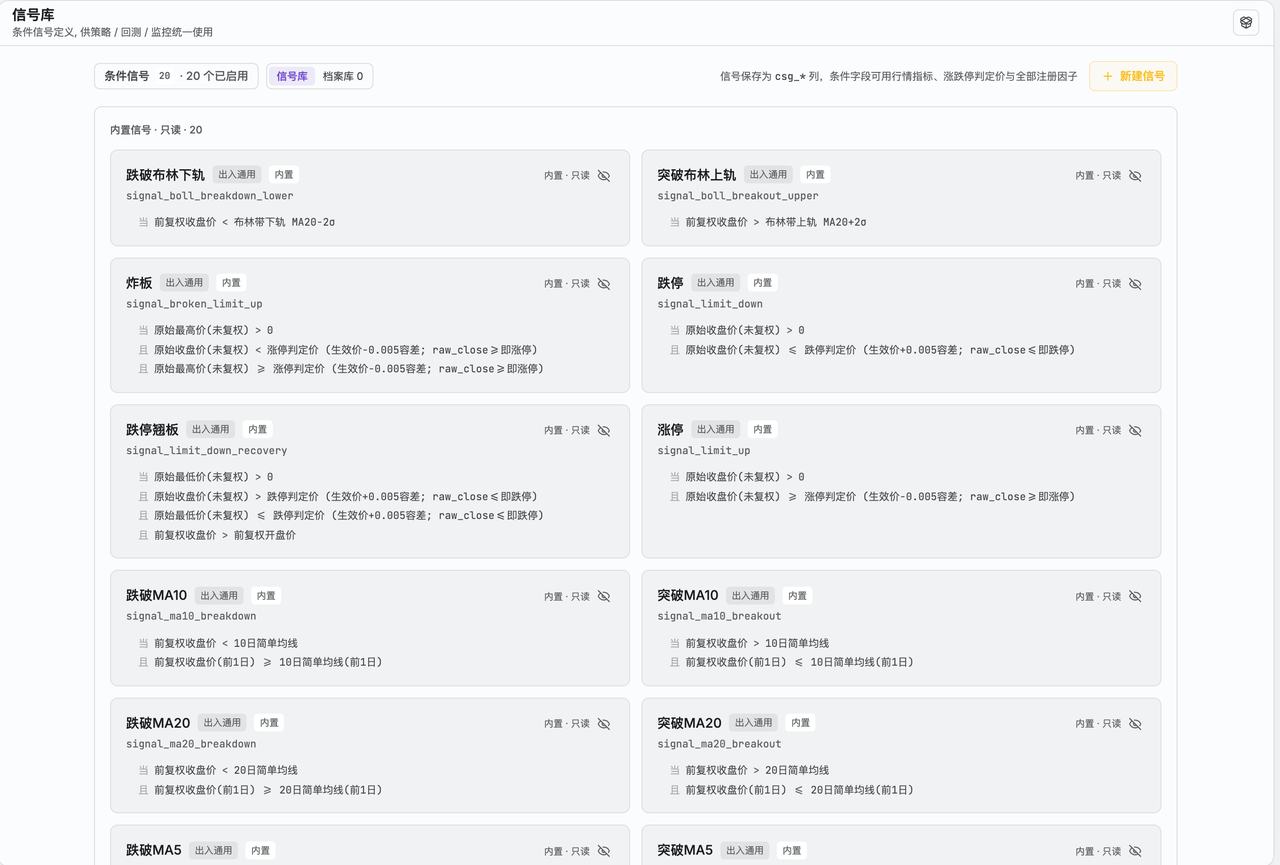 信号库
条件信号定义, 供策略 / 回测 / 监控统一使用
条件信号 20 · 20 个已启用
信号库 档案库 0
信号保存为 csg_* 列，条件字段可用行情指标、涨跌停判定价与全部注册因子
+ 新建信号
内置信号 · 只读 · 20
跌破布林下轨 出入通用 内置 内置 · 只读
signal_boll_breakdown_lower
当 前复权收盘价 < 布林带下轨 MA20-2σ
突破布林上轨 出入通用 内置 内置 · 只读
signal_boll_breakout_upper
当 前复权收盘价 > 布林带上轨 MA20+2σ
炸板 出入通用 内置 内置 · 只读
signal_broken_limit_up
当 原始最高价(未复权) > 0
且 原始收盘价(未复权) < 涨停判定价 (生效价-0.005容差; raw_close≥即涨停)
且 原始最高价(未复权) ≥ 涨停判定价 (生效价-0.005容差; raw_close≥即涨停)
跌停 出入通用 内置 内置 · 只读
signal_limit_down
当 原始收盘价(未复权) > 0
且 原始收盘价(未复权) ≤ 跌停判定价 (生效价+0.005容差; raw_close≤即跌停)
跌停翘板 出入通用 内置 内置 · 只读
signal_limit_down_recovery
当 原始最低价(未复权) > 0
且 原始收盘价(未复权) > 跌停判定价 (生效价+0.005容差; raw_close≤即跌停)
且 原始最低价(未复权) ≤ 跌停判定价 (生效价+0.005容差; raw_close≤即跌停)
且 前复权收盘价 > 前复权开盘价
涨停 出入通用 内置 内置 · 只读
signal_limit_up
当 原始收盘价(未复权) > 0
且 原始收盘价(未复权) ≥ 涨停判定价 (生效价-0.005容差; raw_close≥即涨停)
跌破MA10 出入通用 内置 内置 · 只读
signal_ma10_breakdown
当 前复权收盘价 < 10日简单均线
且 前复权收盘价(前1日) ≥ 10日简单均线(前1日)
突破MA10 出入通用 内置 内置 · 只读
signal_ma10_breakout
当 前复权收盘价 > 10日简单均线
且 前复权收盘价(前1日) ≤ 10日简单均线(前1日)
跌破MA20 出入通用 内置 内置 · 只读
signal_ma20_breakdown
当 前复权收盘价 < 20日简单均线
且 前复权收盘价(前1日) ≥ 20日简单均线(前1日)
突破MA20 出入通用 内置 内置 · 只读
signal_ma20_breakout
当 前复权收盘价 > 20日简单均线
且 前复权收盘价(前1日) ≤ 20日简单均线(前1日)
跌破MA5 出入通用 内置 内置 · 只读
突破MA5 出入通用 内置 内置 · 只读